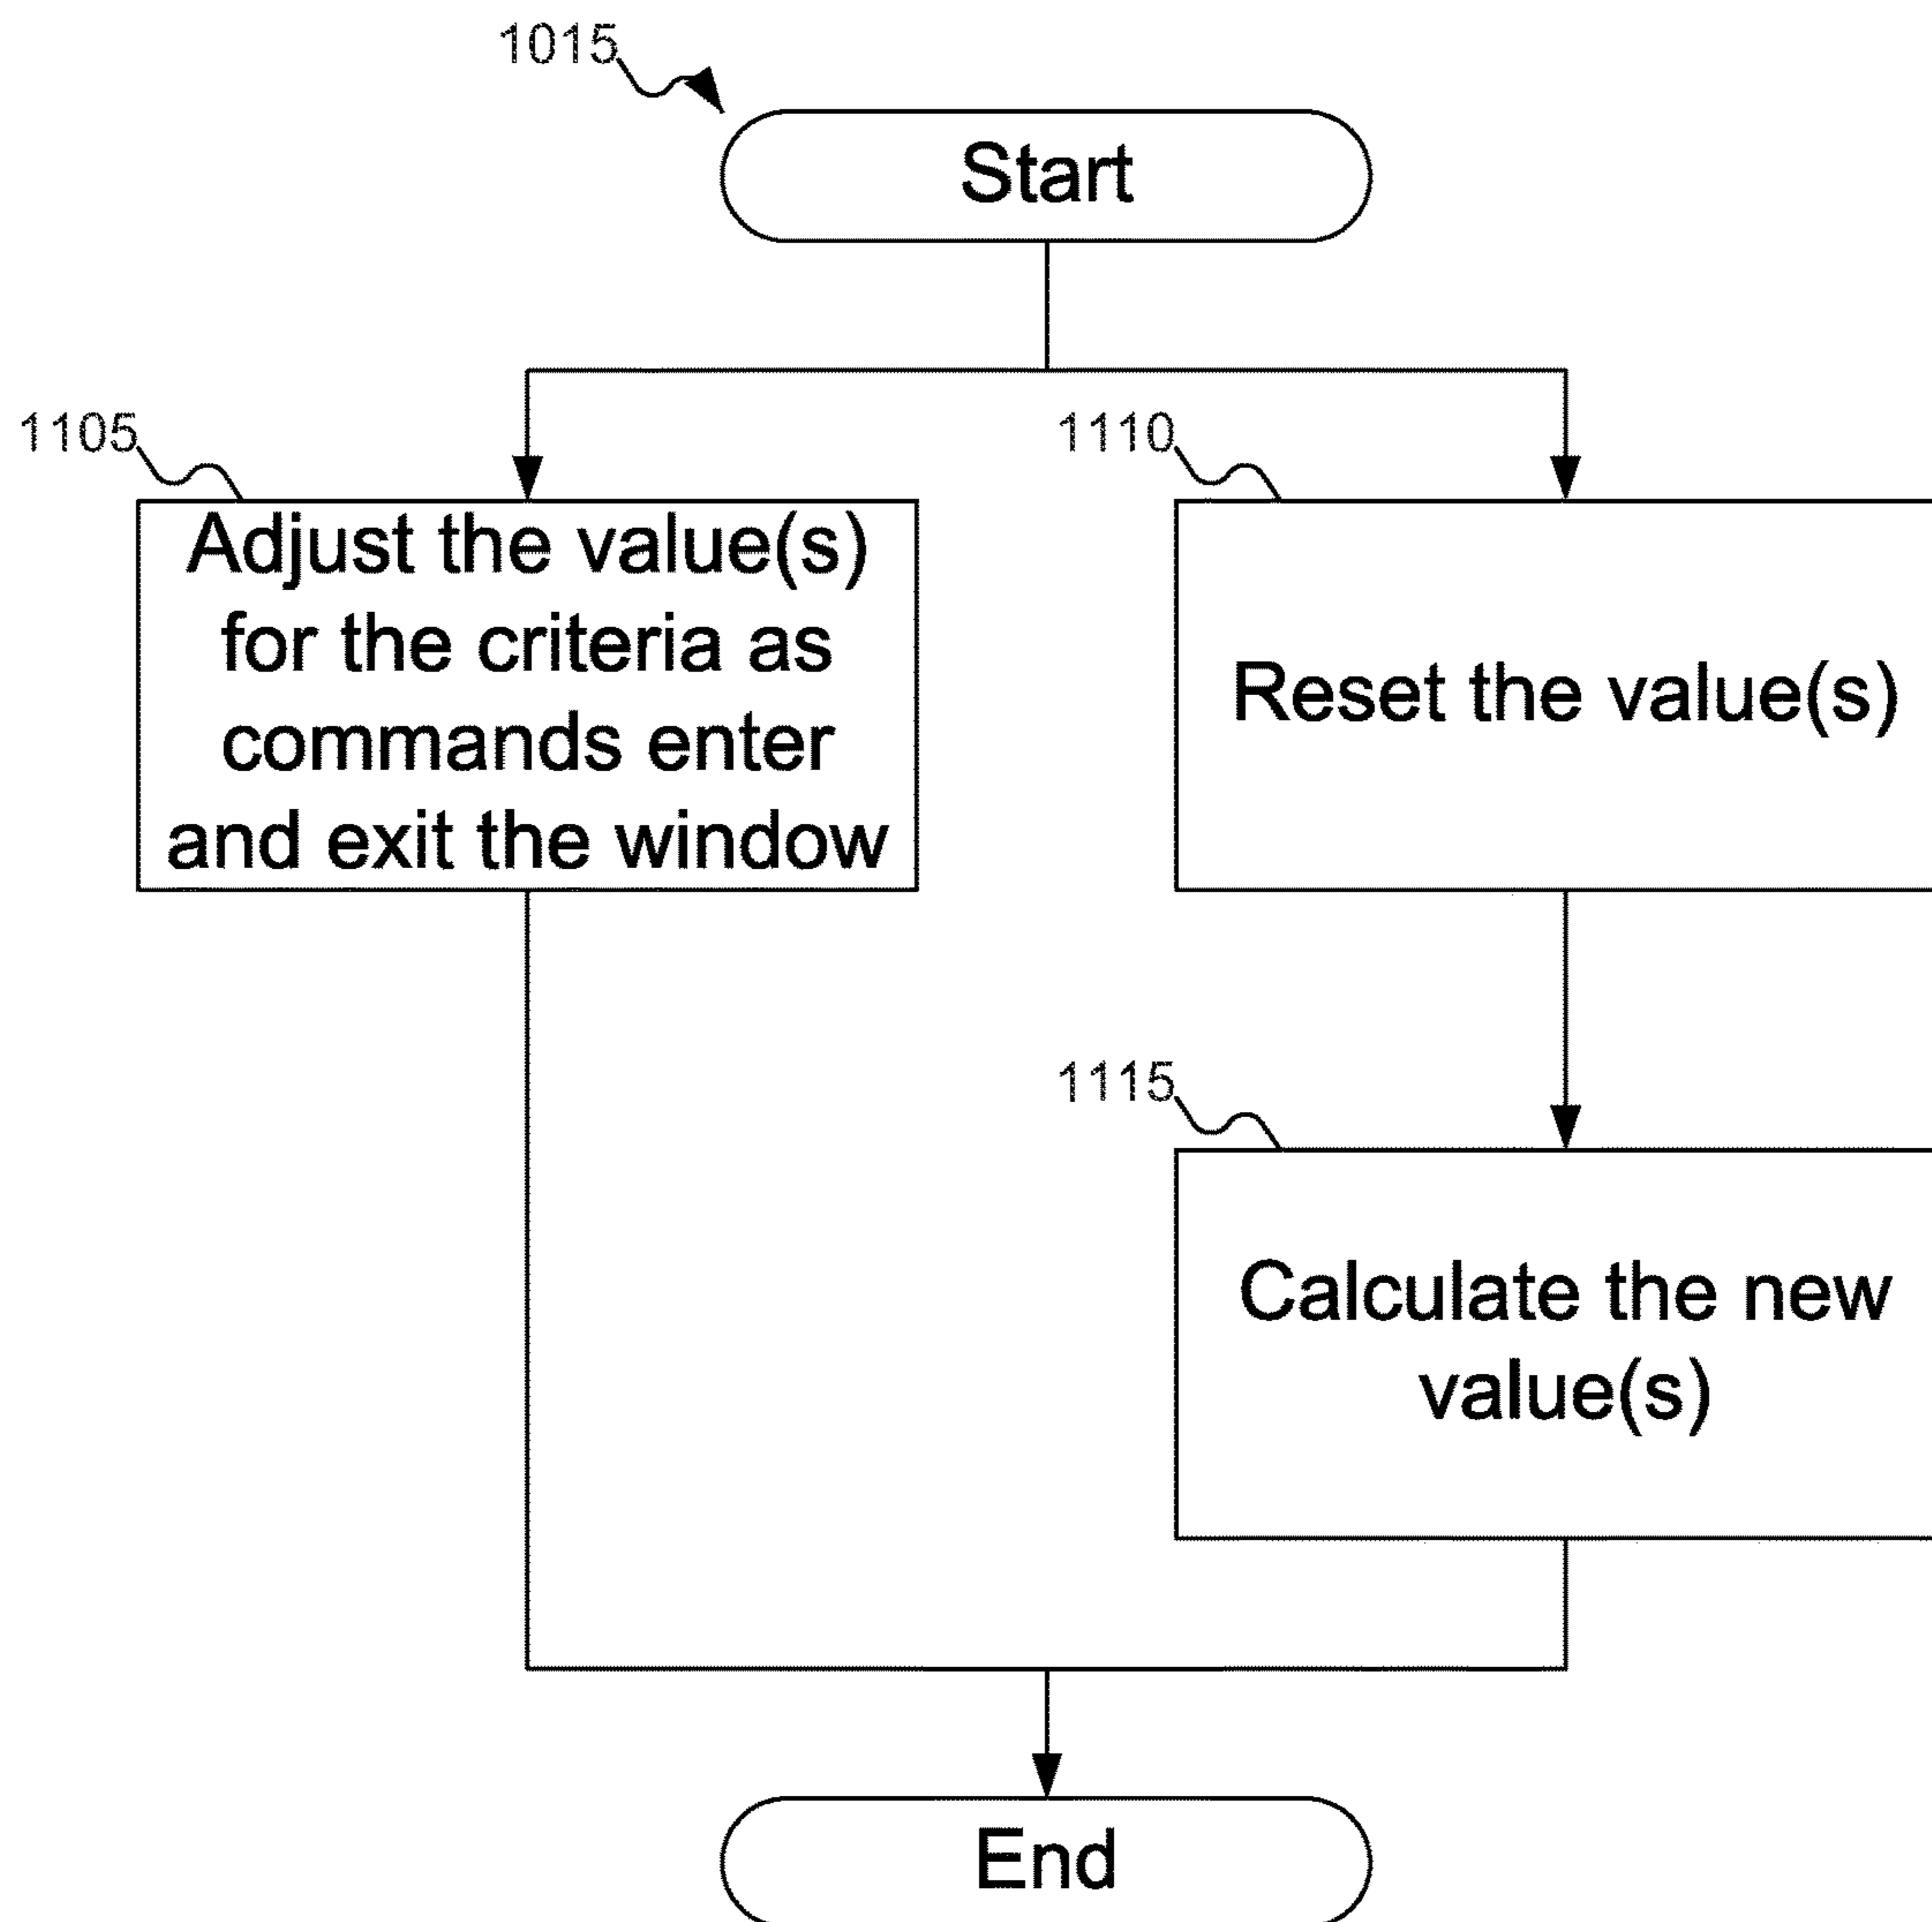 1015
Start
1105
Adjust the value(s)
for the criteria as
commands enter
and exit the window
1110
Reset the value(s)
1115
Calculate the new
value(s)
End